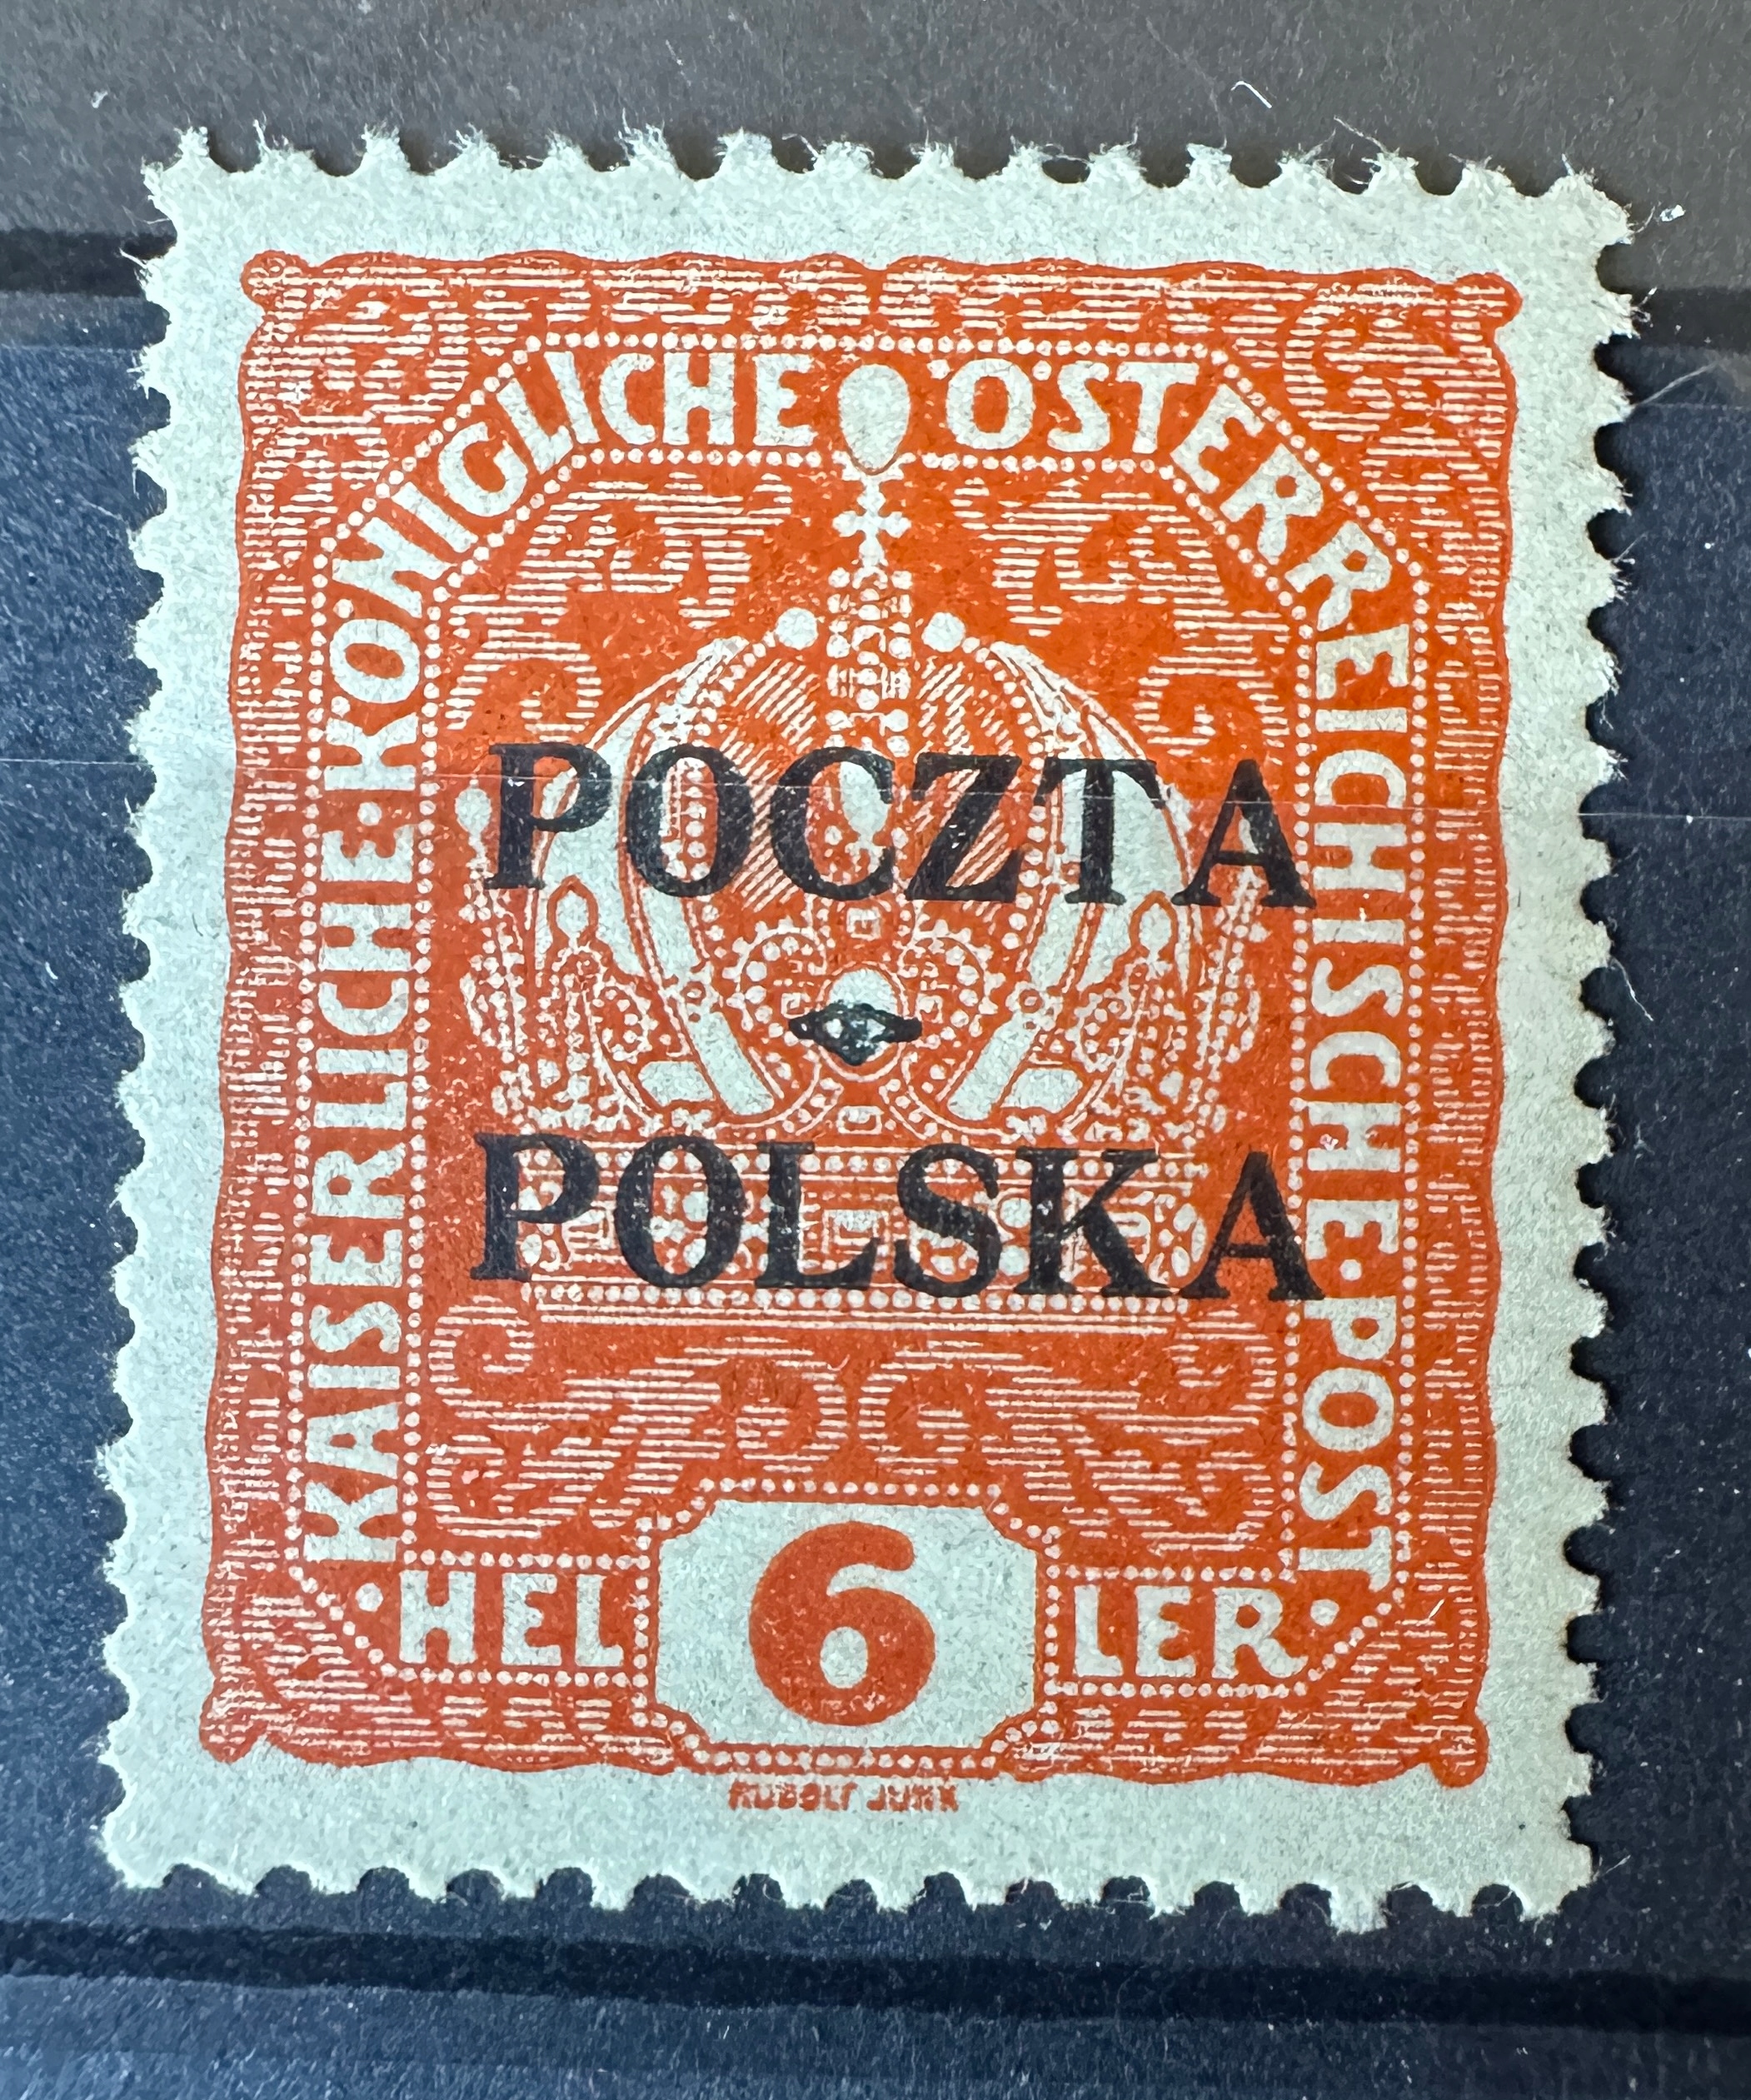 KAISERLICHE·KÖNIGLICHE ÖSTERREICHISCHE·POST
POCZTA
POLSKA
·HEL 6 LER·
RUDOLF JUNK